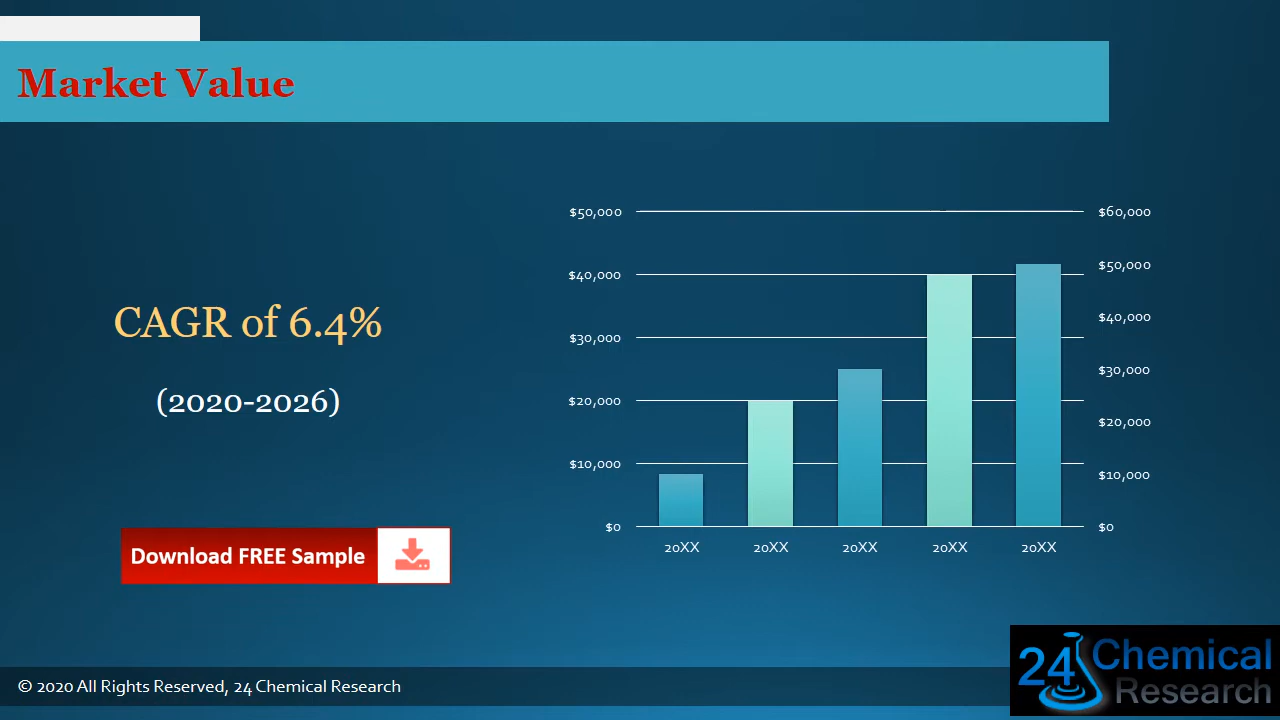 Market Value
CAGR of 6.4%
(2020-2026)
Download FREE Sample
$50,000
$40,000
$30,000
$20,000
$10,000
$0
$60,000
$50,000
$40,000
$30,000
$20,000
$10,000
$0
20XX 20XX 20XX 20XX 20XX
© 2020 All Rights Reserved, 24 Chemical Research
24 Chemical
Research